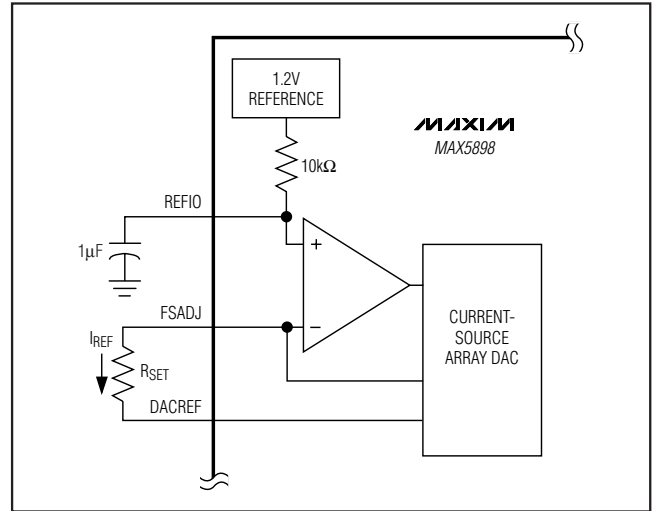 1.2V
REFERENCE
MAXIM
MAX5898
10kΩ
REFIO
1μF
+
FSADJ
−
CURRENT-
SOURCE
ARRAY DAC
IREF
RSET
DACREF